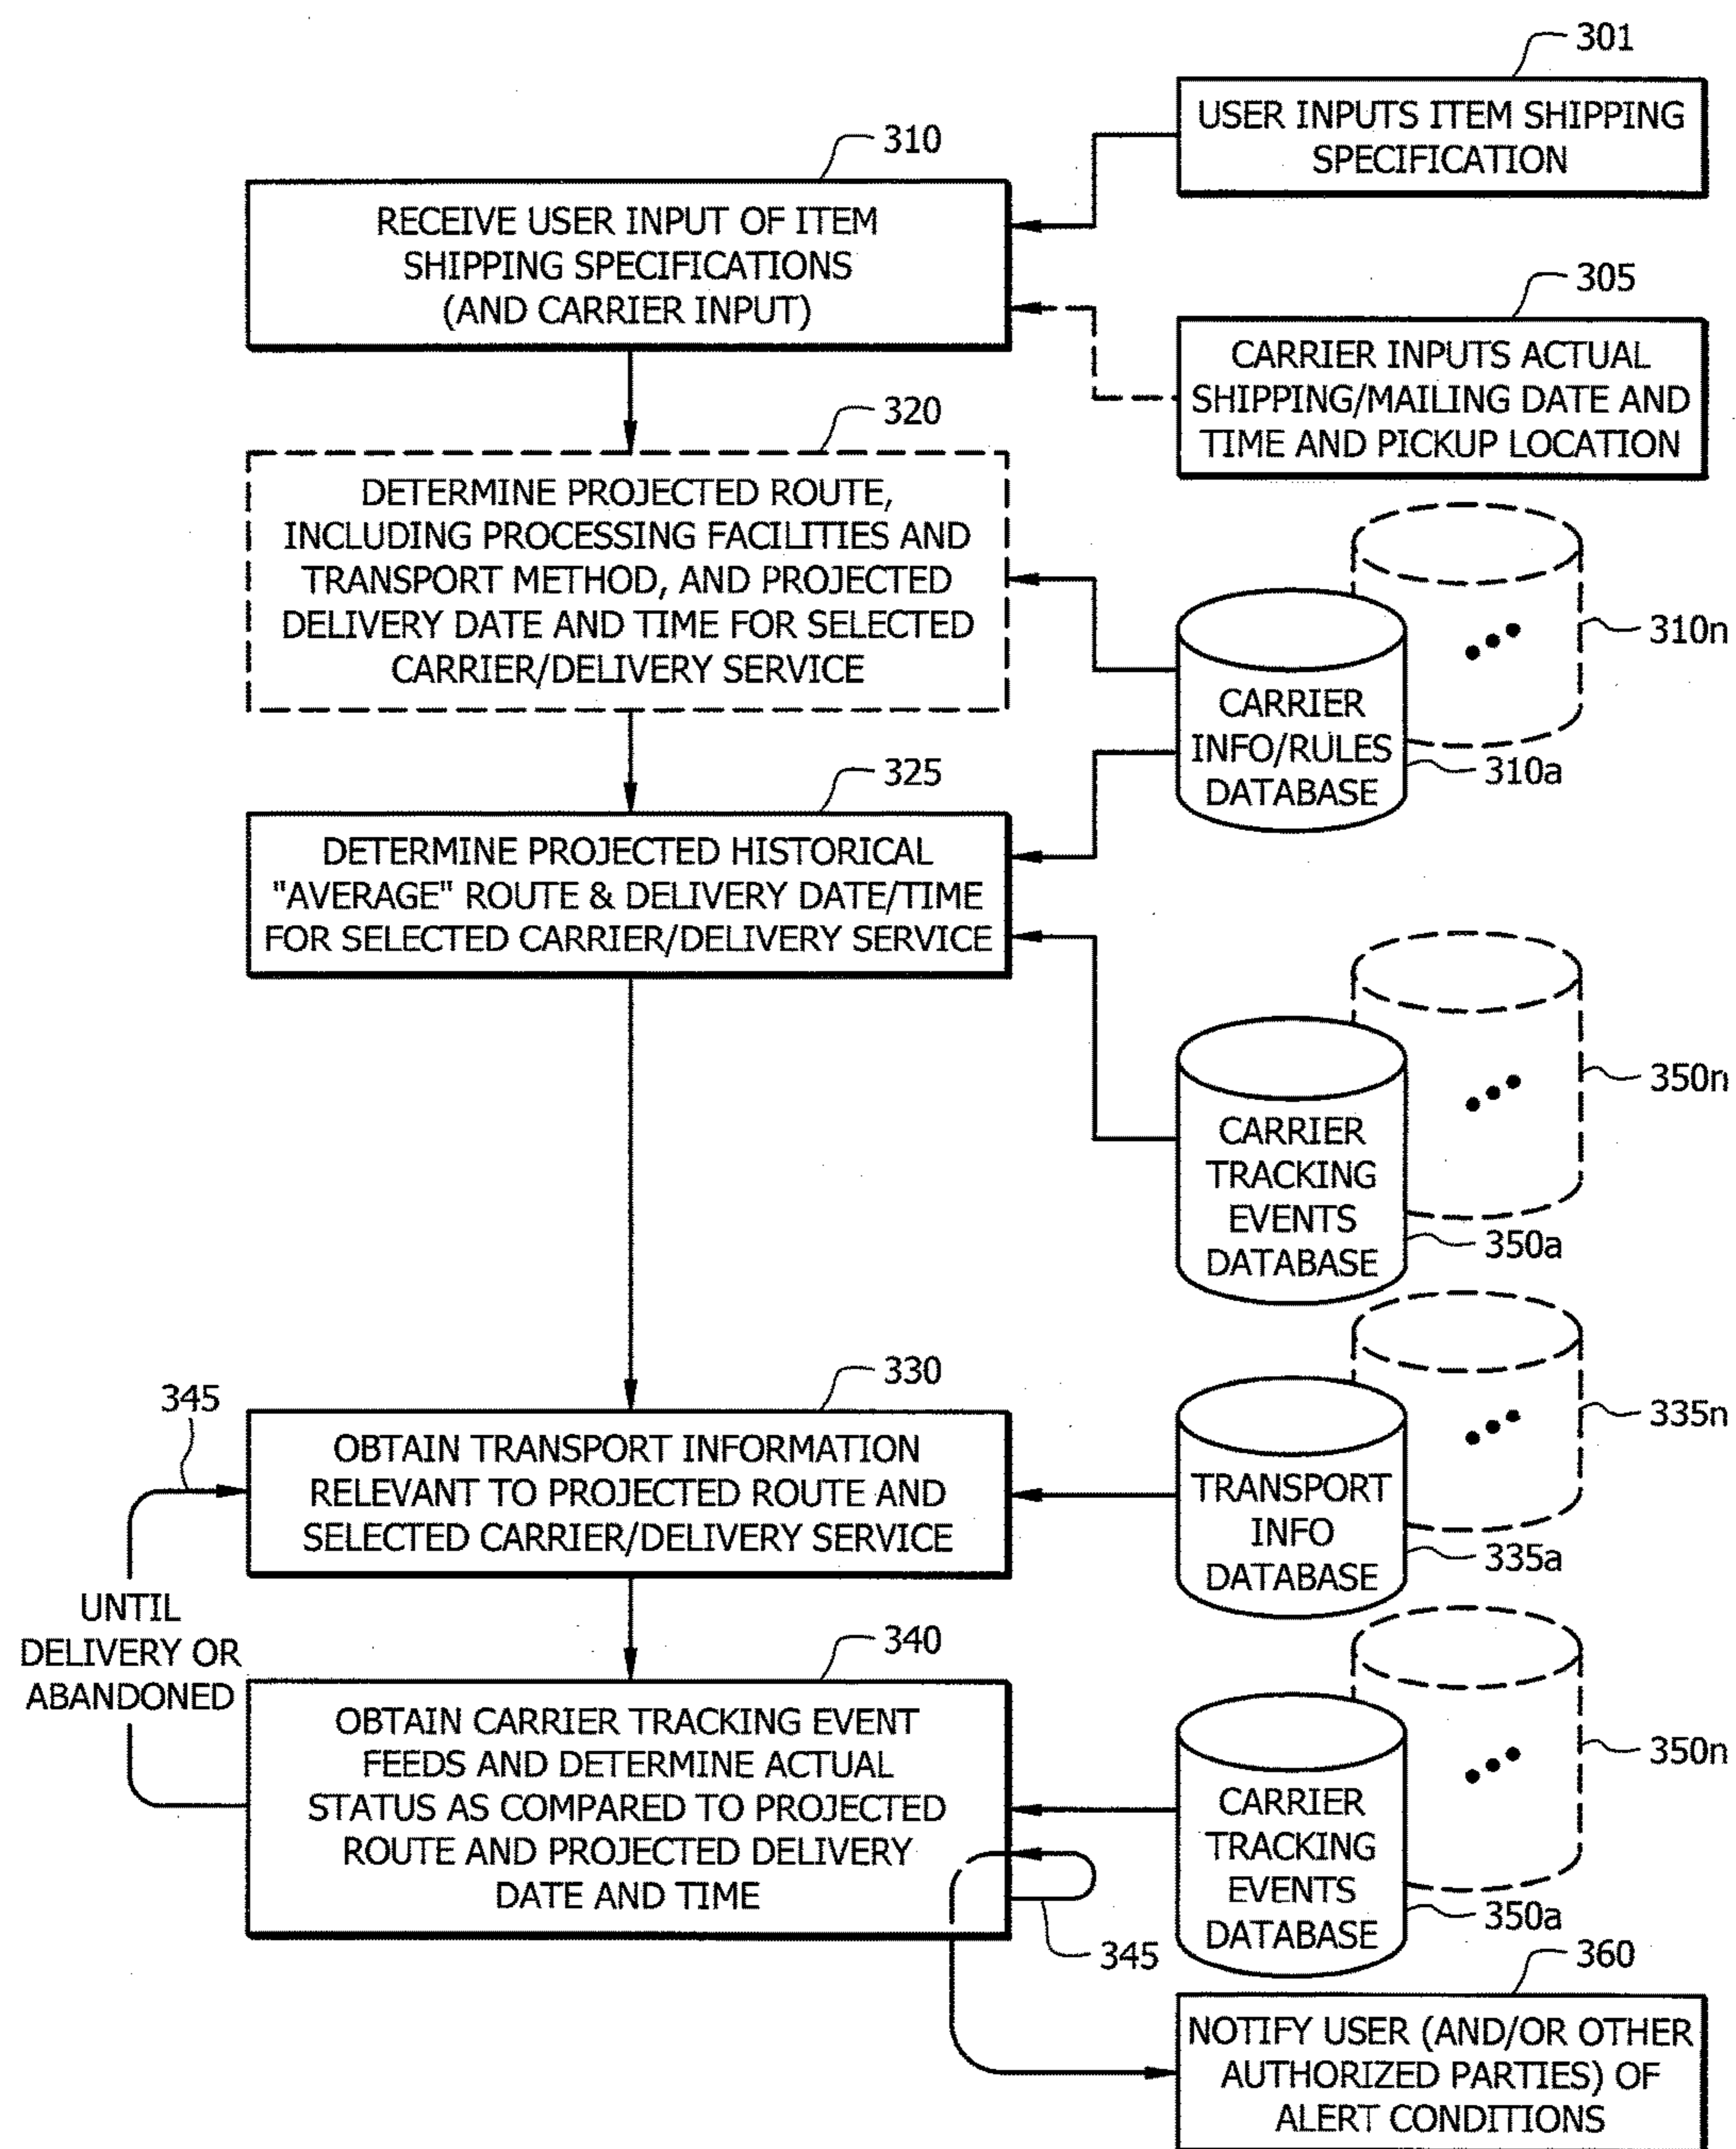 301
USER INPUTS ITEM SHIPPING
SPECIFICATION
310
RECEIVE USER INPUT OF ITEM
SHIPPING SPECIFICATIONS
(AND CARRIER INPUT)
305
CARRIER INPUTS ACTUAL
SHIPPING/MAILING DATE AND
TIME AND PICKUP LOCATION
320
DETERMINE PROJECTED ROUTE,
INCLUDING PROCESSING FACILITIES AND
TRANSPORT METHOD, AND PROJECTED
DELIVERY DATE AND TIME FOR SELECTED
CARRIER/DELIVERY SERVICE
310n
CARRIER
INFO/RULES
DATABASE
310a
325
DETERMINE PROJECTED HISTORICAL
"AVERAGE" ROUTE & DELIVERY DATE/TIME
FOR SELECTED CARRIER/DELIVERY SERVICE
350n
CARRIER
TRACKING
EVENTS
DATABASE
350a
330
345
OBTAIN TRANSPORT INFORMATION
RELEVANT TO PROJECTED ROUTE AND
SELECTED CARRIER/DELIVERY SERVICE
335n
TRANSPORT
INFO
DATABASE
335a
UNTIL
DELIVERY OR
ABANDONED
340
OBTAIN CARRIER TRACKING EVENT
FEEDS AND DETERMINE ACTUAL
STATUS AS COMPARED TO PROJECTED
ROUTE AND PROJECTED DELIVERY
DATE AND TIME
350n
CARRIER
TRACKING
EVENTS
DATABASE
350a
345
360
NOTIFY USER (AND/OR OTHER
AUTHORIZED PARTIES) OF
ALERT CONDITIONS